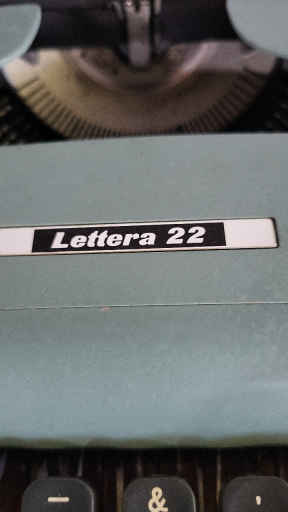 Lettera 22
– & '